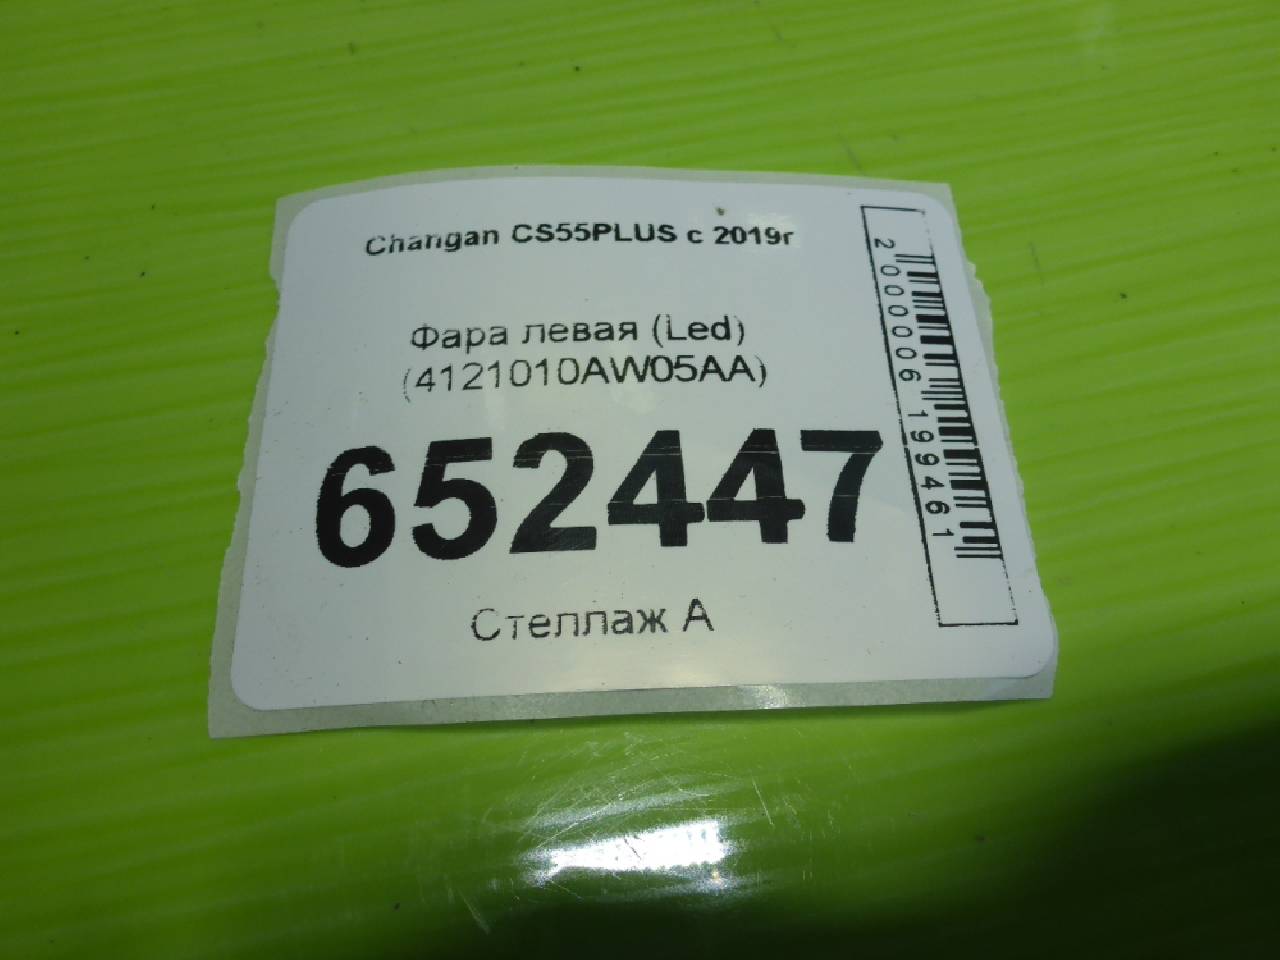 Changan CS55PLUS с 2019г
Фара левая (Led)
(4121010AW05AA)
652447
Стеллаж А
2000006199461